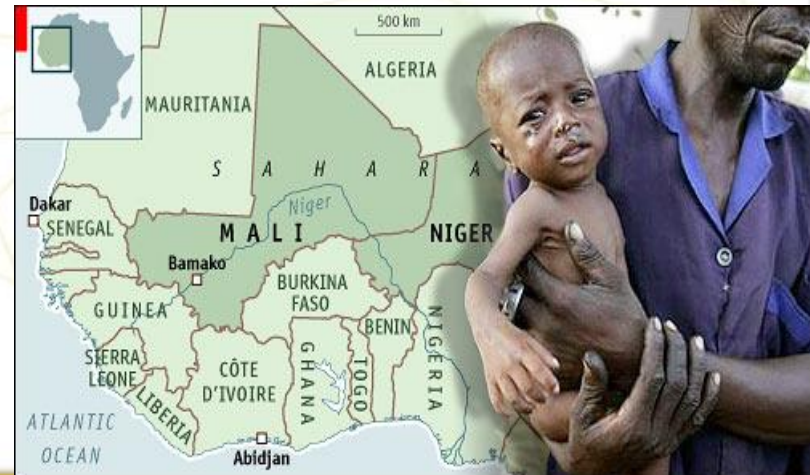 500 km
ALGERIA
MAURITANIA
SAHARA
Dakar
SENEGAL
Niger
MALI
NIGER
Bamako
BURKINA
FASO
GUINEA
BENIN
NIGERIA
SIERRA
LEONE
CÔTE
D'IVOIRE
GHANA
TOGO
LIBERIA
ATLANTIC
OCEAN
Abidjan